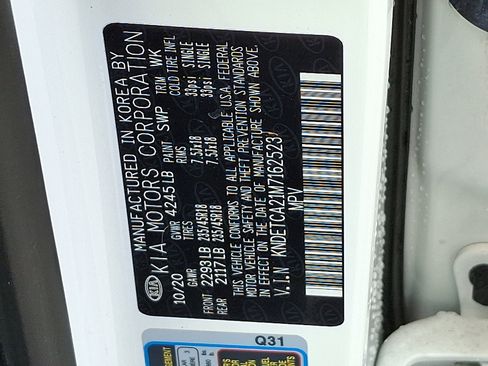 MANUFACTURED IN KOREA BY
KIA MOTORS CORPORATION
10/20 GVWR 4245LB PAINT SWP TRIM WK
GAWR TIRES RIMS COLD TIRE INFL
FRONT 2293LB 235/45R18 7.5Jx18 33psi SINGLE
REAR 2117LB 235/45R18 7.5Jx18 33psi SINGLE
THIS VEHICLE CONFORMS TO ALL APPLICABLE U.S.A. FEDERAL
MOTOR VEHICLE SAFETY AND THEFT PREVENTION STANDARDS
IN EFFECT ON THE DATE OF MANUFACTURE SHOWN ABOVE.
V.I.N KNDETCA21M7162523
MPV
Q31